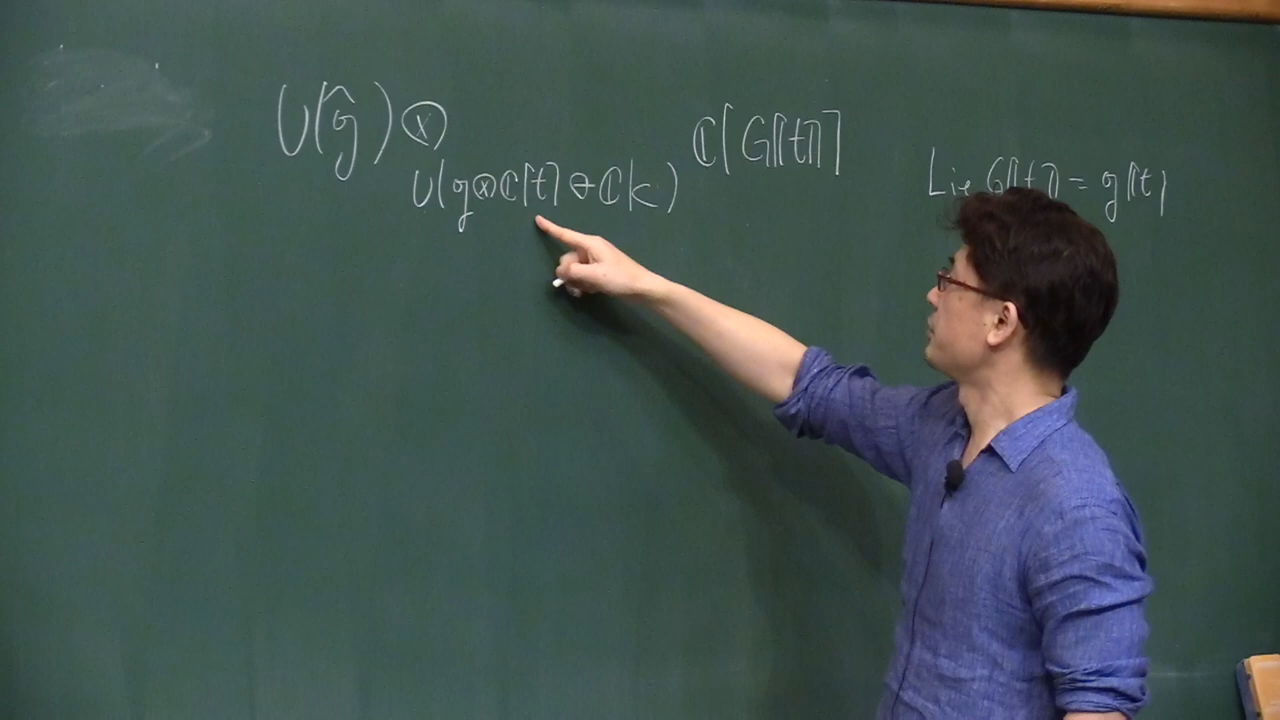 U(ĝ) ⊗ ℂ[G[[t]]]
U(g⊗ℂ[t]⊕ℂk)
Lie G[[t]] = g[[t]]